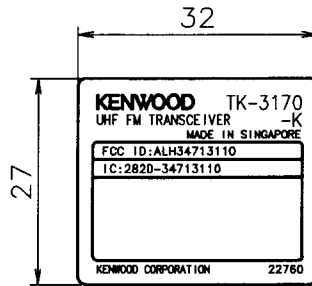 32
27
KENWOOD TK-3170
UHF FM TRANSCEIVER -K
MADE IN SINGAPORE
FCC ID:ALH34713110
IC:282D-34713110
KENWOOD CORPORATION 22760